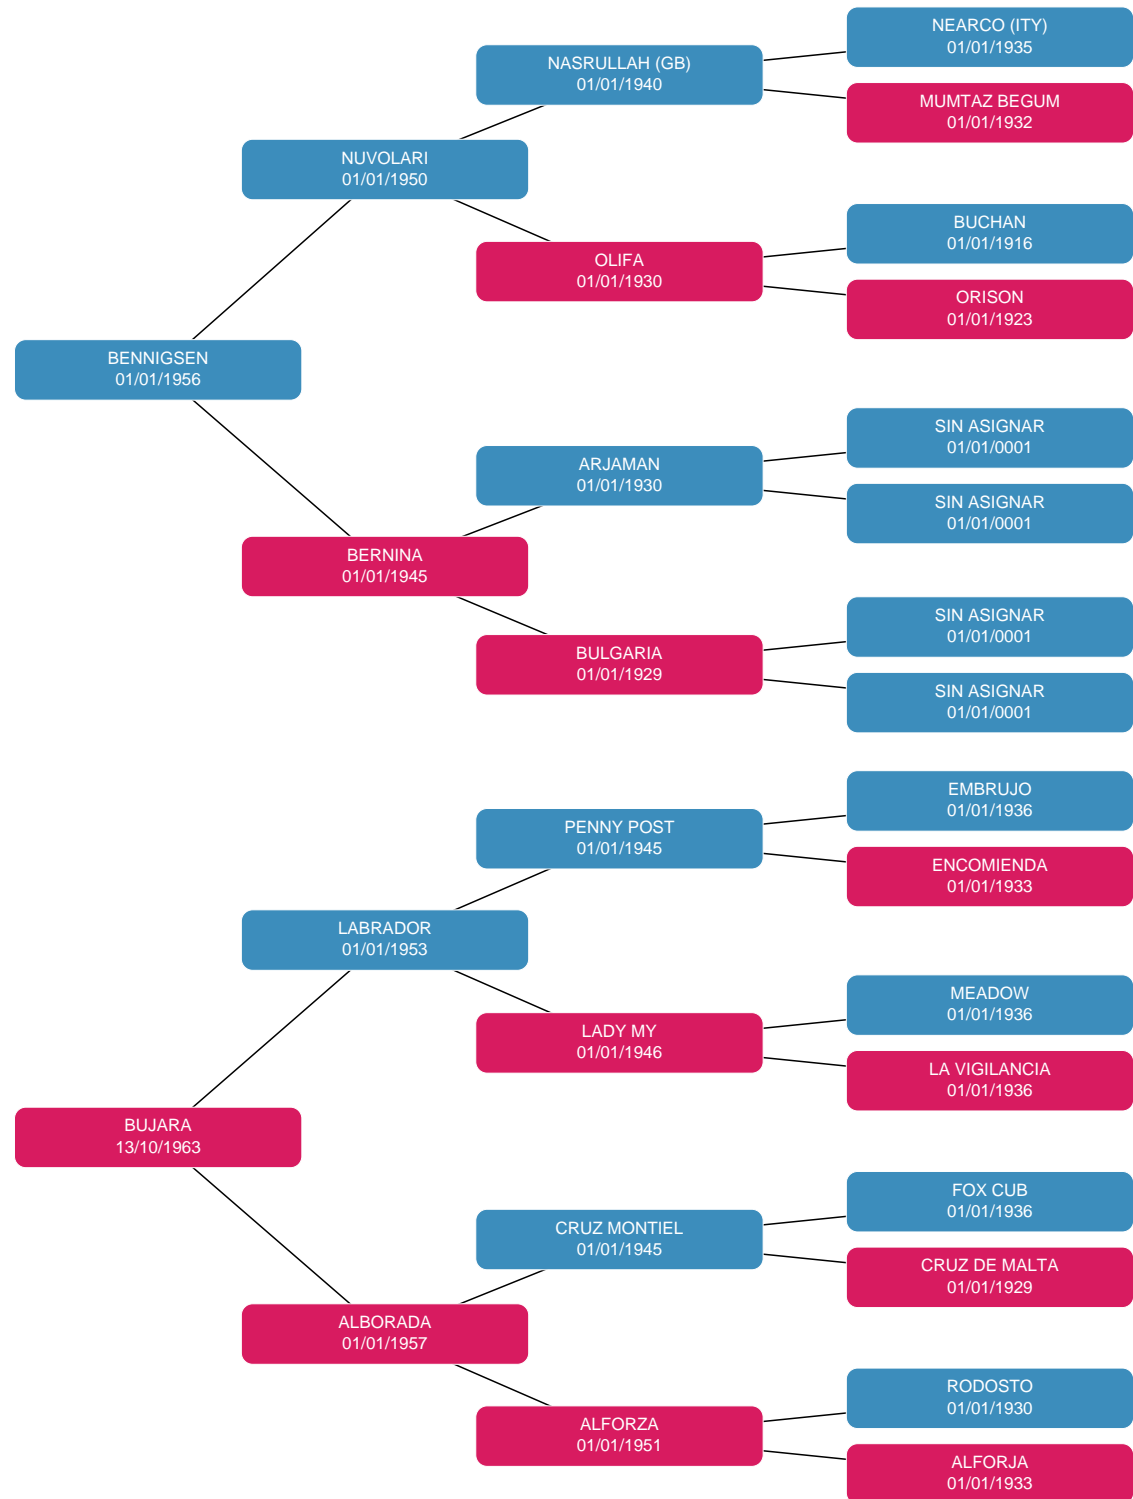 NEARCO (ITY)
01/01/1935
NASRULLAH (GB)
01/01/1940
MUMTAZ BEGUM
01/01/1932
NUVOLARI
01/01/1950
BUCHAN
01/01/1916
OLIFA
01/01/1930
ORISON
01/01/1923
BENNIGSEN
01/01/1956
SIN ASIGNAR
01/01/0001
ARJAMAN
01/01/1930
SIN ASIGNAR
01/01/0001
BERNINA
01/01/1945
SIN ASIGNAR
01/01/0001
BULGARIA
01/01/1929
SIN ASIGNAR
01/01/0001
EMBRUJO
01/01/1936
PENNY POST
01/01/1945
ENCOMIENDA
01/01/1933
LABRADOR
01/01/1953
MEADOW
01/01/1936
LADY MY
01/01/1946
LA VIGILANCIA
01/01/1936
BUJARA
13/10/1963
FOX CUB
01/01/1936
CRUZ MONTIEL
01/01/1945
CRUZ DE MALTA
01/01/1929
ALBORADA
01/01/1957
RODOSTO
01/01/1930
ALFORZA
01/01/1951
ALFORJA
01/01/1933